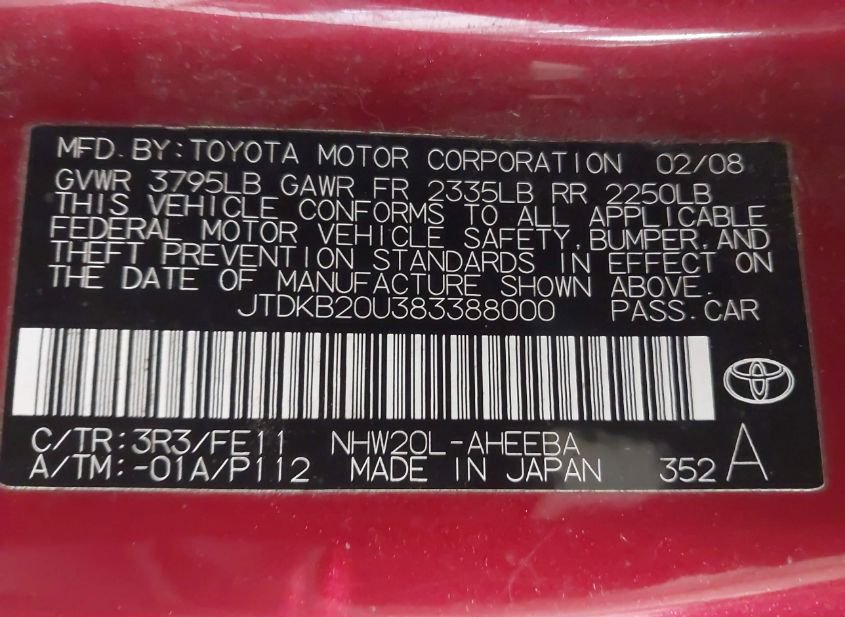 MFD. BY: TOYOTA MOTOR CORPORATION 02/08
GVWR 3795LB GAWR FR 2335LB RR 2250LB
THIS VEHICLE CONFORMS TO ALL APPLICABLE
FEDERAL MOTOR VEHICLE SAFETY, BUMPER, AND
THEFT PREVENTION STANDARDS IN EFFECT ON
THE DATE OF MANUFACTURE SHOWN ABOVE.
JTDKB20U383388000 PASS. CAR
C/TR: 3R3/FE11 NHW20L-AHEEBA
A/TM: -01A/P112 MADE IN JAPAN 352 A